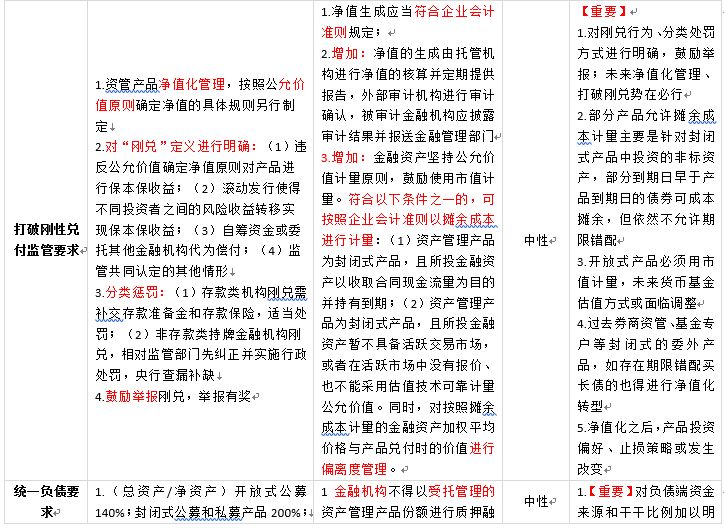 打破刚性兑
付监管要求
1.资管产品净值化管理，按照公允价
值原则确定净值的具体规则另行制
定
2.对“刚兑”定义进行明确：（1）违
反公允价值确定净值原则对产品进
行保本保收益；（2）滚动发行使得
不同投资者之间的风险收益转移实
现保本保收益；（3）自筹资金或委
托其他金融机构代为偿付；（4）监
管共同认定的其他情形
3.分类惩罚：（1）存款类机构刚兑需
补交存款准备金和存款保险，适当处
罚；（2）非存款类持牌金融机构刚
兑，相对监管部门先纠正并实施行政
处罚，央行查漏补缺
4.鼓励举报刚兑，举报有奖
1.净值生成应当符合企业会计
准则规定；
2.增加：净值的生成由托管机
构进行净值的核算并定期提供
报告，外部审计机构进行审计
确认，被审计金融机构应披露
审计结果并报送金融管理部门
3.增加：金融资产坚持公允价
值计量原则，鼓励使用市值计
量。符合以下条件之一的，可
按照企业会计准则以摊余成本
进行计量：（1）资产管理产品
为封闭式产品，且所投金融资
产以收取合同现金流量为目的
并持有到期；（2）资产管理产
品为封闭式产品，且所投金融
资产暂不具备活跃交易市场，
或者在活跃市场中没有报价、
也不能采用估值技术可靠计量
公允价值。同时，对按照摊余
成本计量的金融资产加权平均
价格与产品兑付时的价值进行
偏离度管理。
中性
【重要】
1.对刚兑行为、分类处罚
方式进行明确，鼓励举
报；未来净值化管理、
打破刚兑势在必行
2.部分产品允许摊余成
本计量主要是针对封闭
式产品中投资的非标资
产，部分到期日早于产
品到期日的债券可成本
摊余，但依然不允许期
限错配
3.开放式产品必须用市
值计量，未来货币基金
估值方式或面临调整
4.过去券商资管、基金专
户等封闭式的委外产
品，如存在期限错配买
长债的也得进行净值化
转型
5.净值化之后，产品投资
偏好、止损策略或发生
改变
统一负债要
求
1.（总资产/净资产）开放式公募
140%；封闭式公募和私募产品 200%；
1 金融机构不得以受托管理的
资产管理产品份额进行质押融
中性
1.【重要】对负债端资金
来源和干干比例加以明